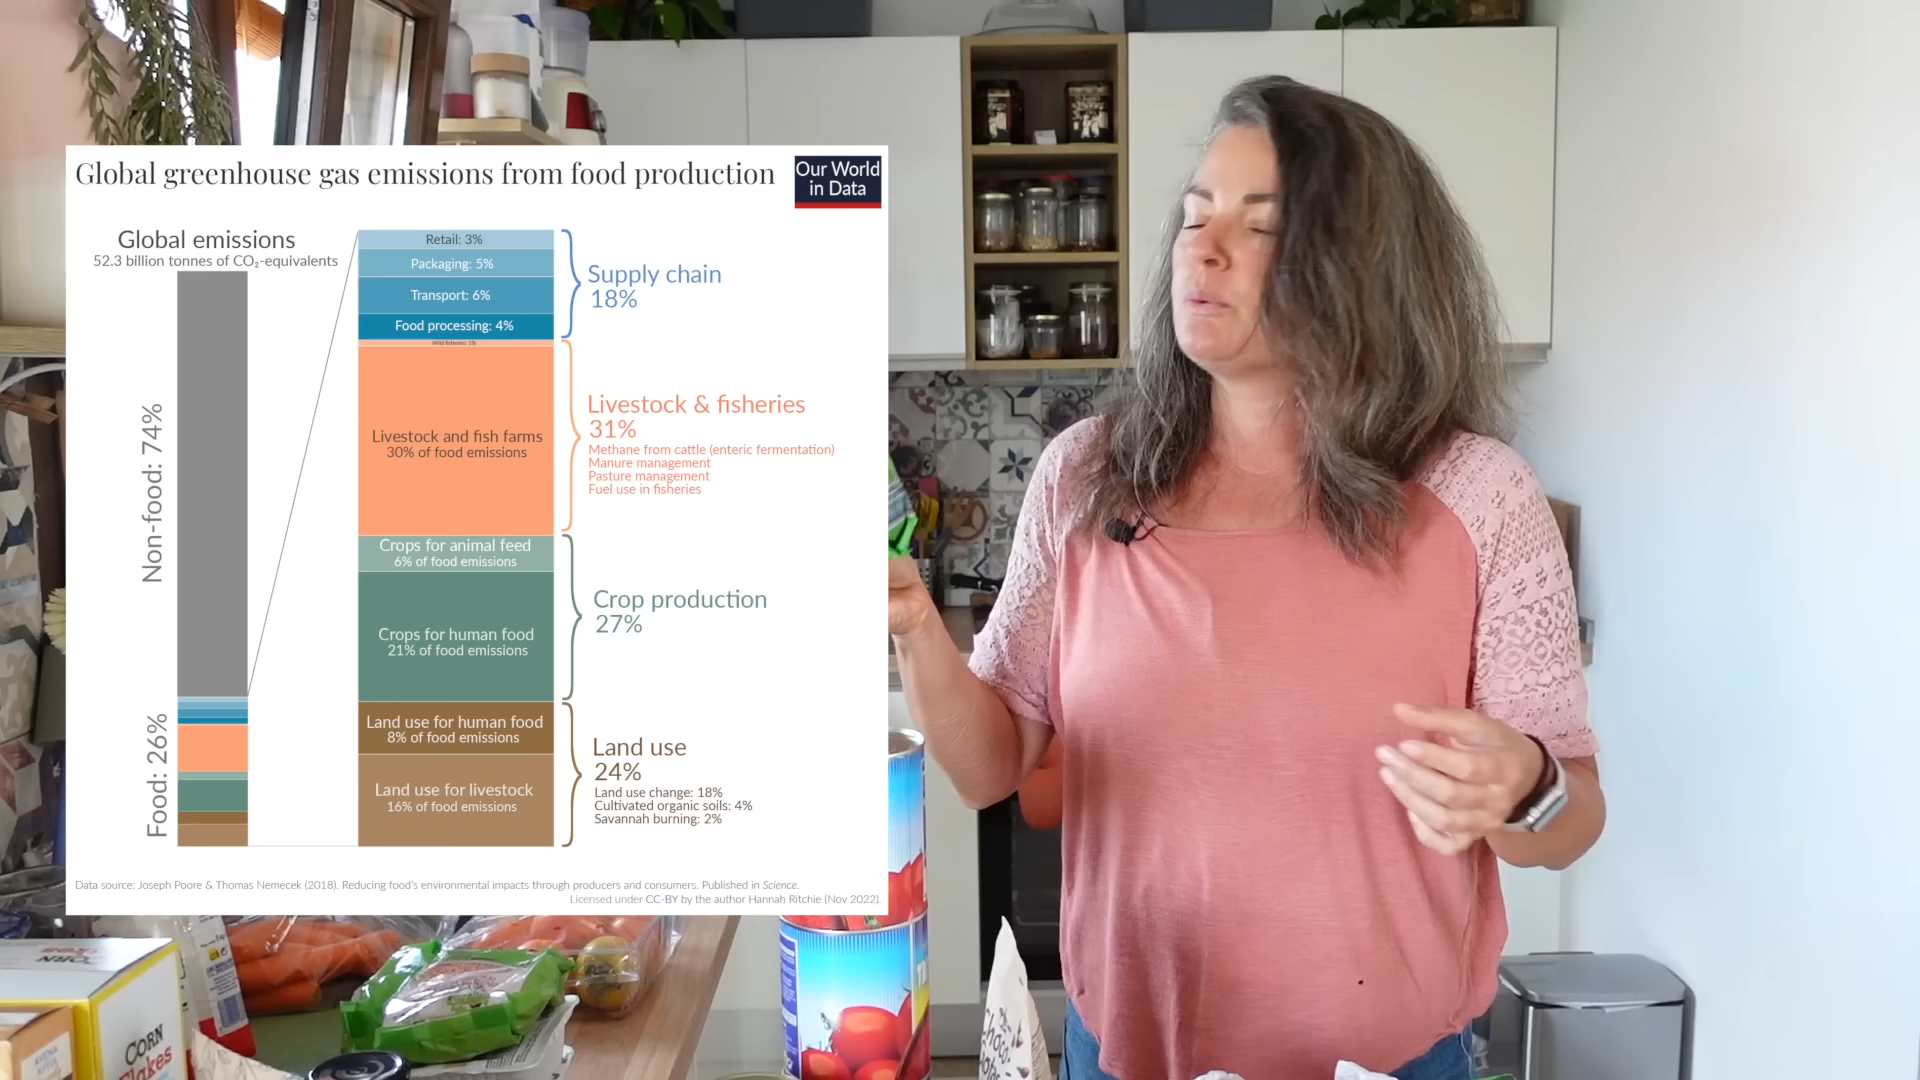 Global greenhouse gas emissions from food production
Our World
in Data
Global emissions
52.3 billion tonnes of CO₂-equivalents
Non-food: 74%
Food: 26%
Retail: 3%
Packaging: 5%
Transport: 6%
Food processing: 4%
Wild fisheries: 1%
Livestock and fish farms
30% of food emissions
Crops for animal feed
6% of food emissions
Crops for human food
21% of food emissions
Land use for human food
8% of food emissions
Land use for livestock
16% of food emissions
Supply chain
18%
Livestock & fisheries
31%
Methane from cattle (enteric fermentation)
Manure management
Pasture management
Fuel use in fisheries
Crop production
27%
Land use
24%
Land use change: 18%
Cultivated organic soils: 4%
Savannah burning: 2%
Data source: Joseph Poore & Thomas Nemecek (2018). Reducing food's environmental impacts through producers and consumers. Published in Science.
Licensed under CC-BY by the author Hannah Ritchie (Nov 2022).
CORN
Flakes